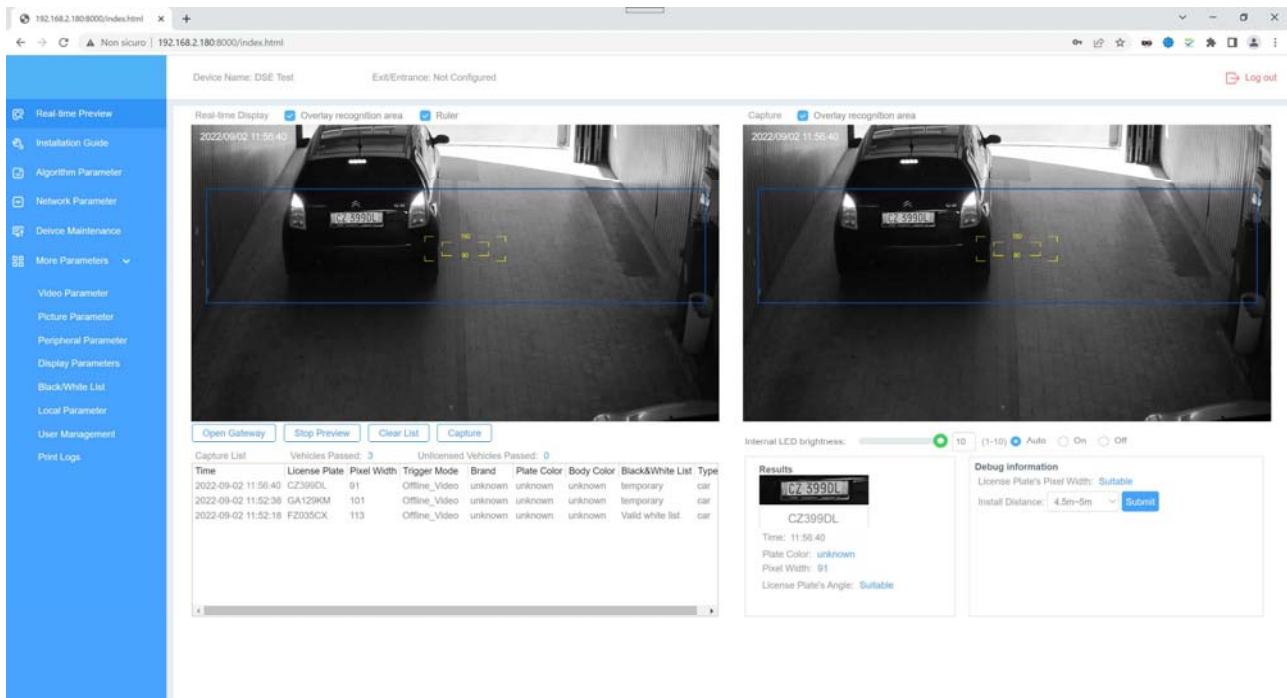 192.168.2.180:8000/index.html
Non sicuro | 192.168.2.180:8000/index.html
Device Name: DSE Test Exit/Entrance: Not Configured Log out
Real-time Preview
Installation Guide
Algorithm Parameter
Network Parameter
Deivce Maintenance
More Parameters
Video Parameter
Picture Parameter
Peripheral Parameter
Display Parameters
Black/White List
Local Parameter
User Management
Print Logs
Real-time Display Overlay recognition area Ruler
2022/09/02 11:56:40
180
80
Open Gateway Stop Preview Clear List Capture
Capture List Vehicles Passed: 3 Unlicensed Vehicles Passed: 0
Time License Plate Pixel Width Trigger Mode Brand Plate Color Body Color Black&White List Type
2022-09-02 11:56:40 CZ399DL 91 Offline_Video unknown unknown unknown temporary car
2022-09-02 11:52:38 GA129KM 101 Offline_Video unknown unknown unknown temporary car
2022-09-02 11:52:18 FZ035CX 113 Offline_Video unknown unknown unknown Valid white list car
Capture Overlay recognition area
2022/09/02 11:56:40
180
80
Internal LED brightness: 10 (1-10) Auto On Off
Results
CZ399DL
Time: 11:56:40
Plate Color: unknown
Pixel Width: 91
License Plate's Angle: Suitable
Debug information
License Plate's Pixel Width: Suitable
Install Distance: 4.5m~5m Submit